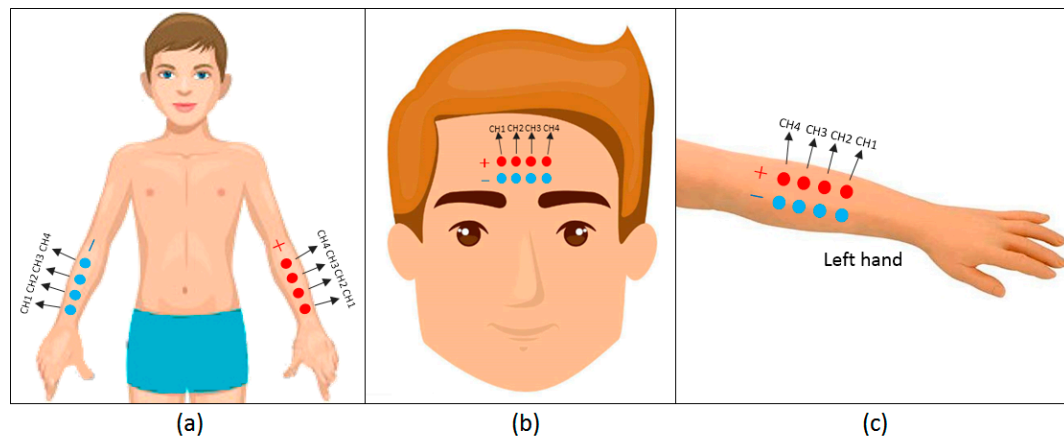 CH1 CH2 CH3 CH4
−
+
CH4 CH3 CH2 CH1
(a)
CH1 CH2 CH3 CH4
+
−
(b)
CH4 CH3 CH2 CH1
+
−
Left hand
(c)